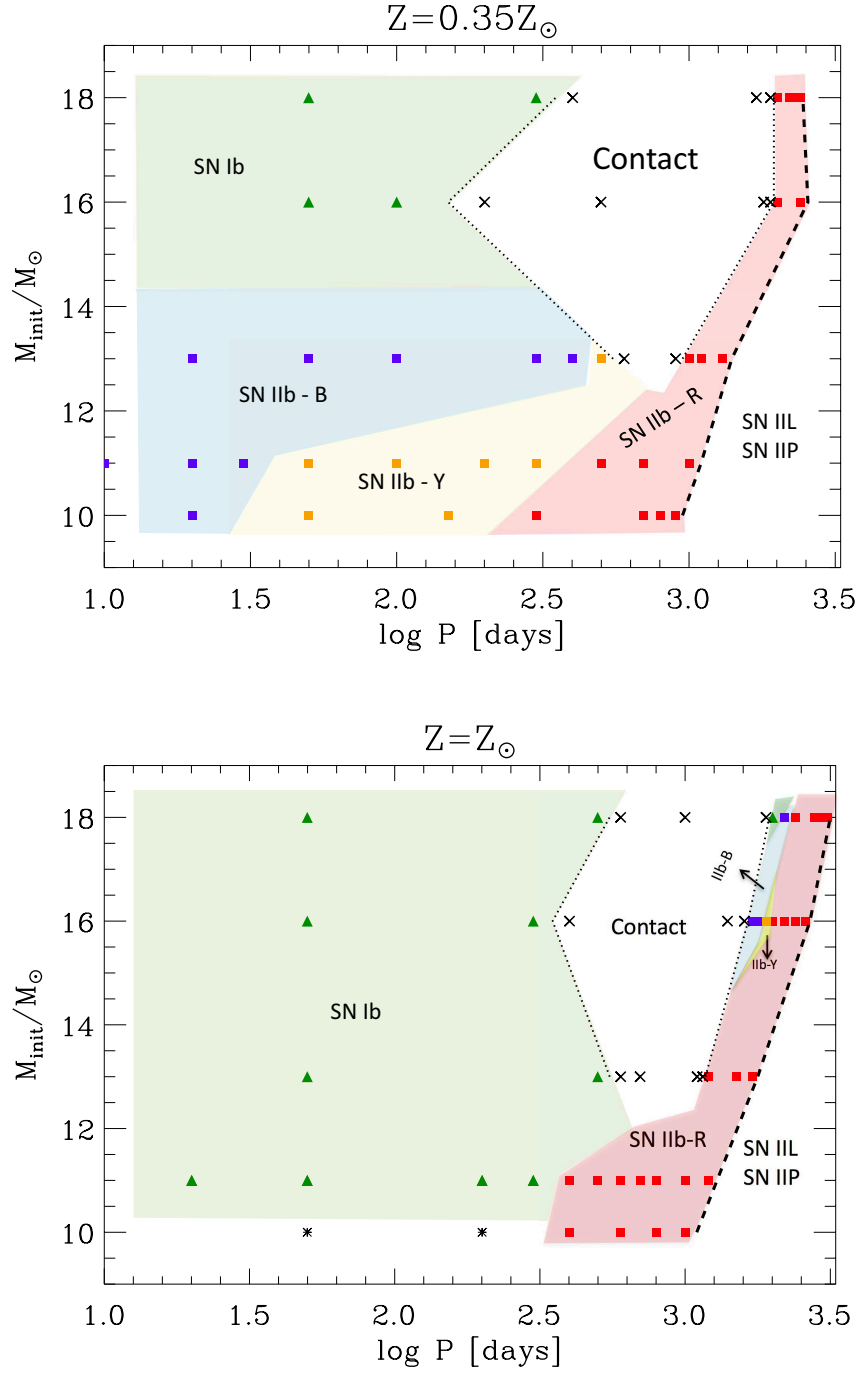 Z=0.35Z☉
18
16
14
12
10
M_init/M☉
SN Ib
Contact
SN IIb - B
SN IIb – R
SN IIb - Y
SN IIL
SN IIP
1.0 1.5 2.0 2.5 3.0 3.5
log P [days]
Z=Z☉
18
16
14
12
10
M_init/M☉
IIb-B
Contact
IIb-Y
SN Ib
SN IIb-R
SN IIL
SN IIP
1.0 1.5 2.0 2.5 3.0 3.5
log P [days]